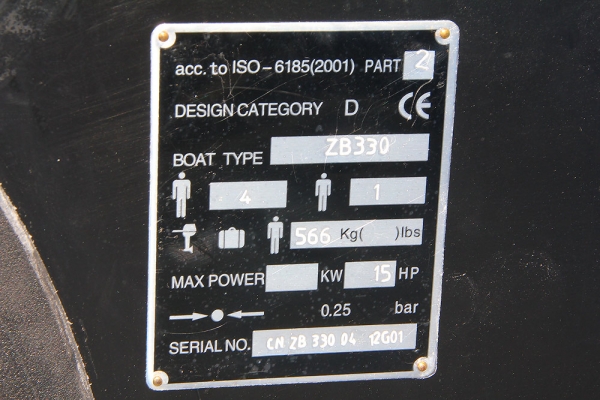 acc. to ISO-6185(2001) PART 2
DESIGN CATEGORY D CE
BOAT TYPE ZB330
4 1
566 Kg( )lbs
MAX POWER KW 15 HP
0.25 bar
SERIAL NO. CN ZB 330 04 12G01